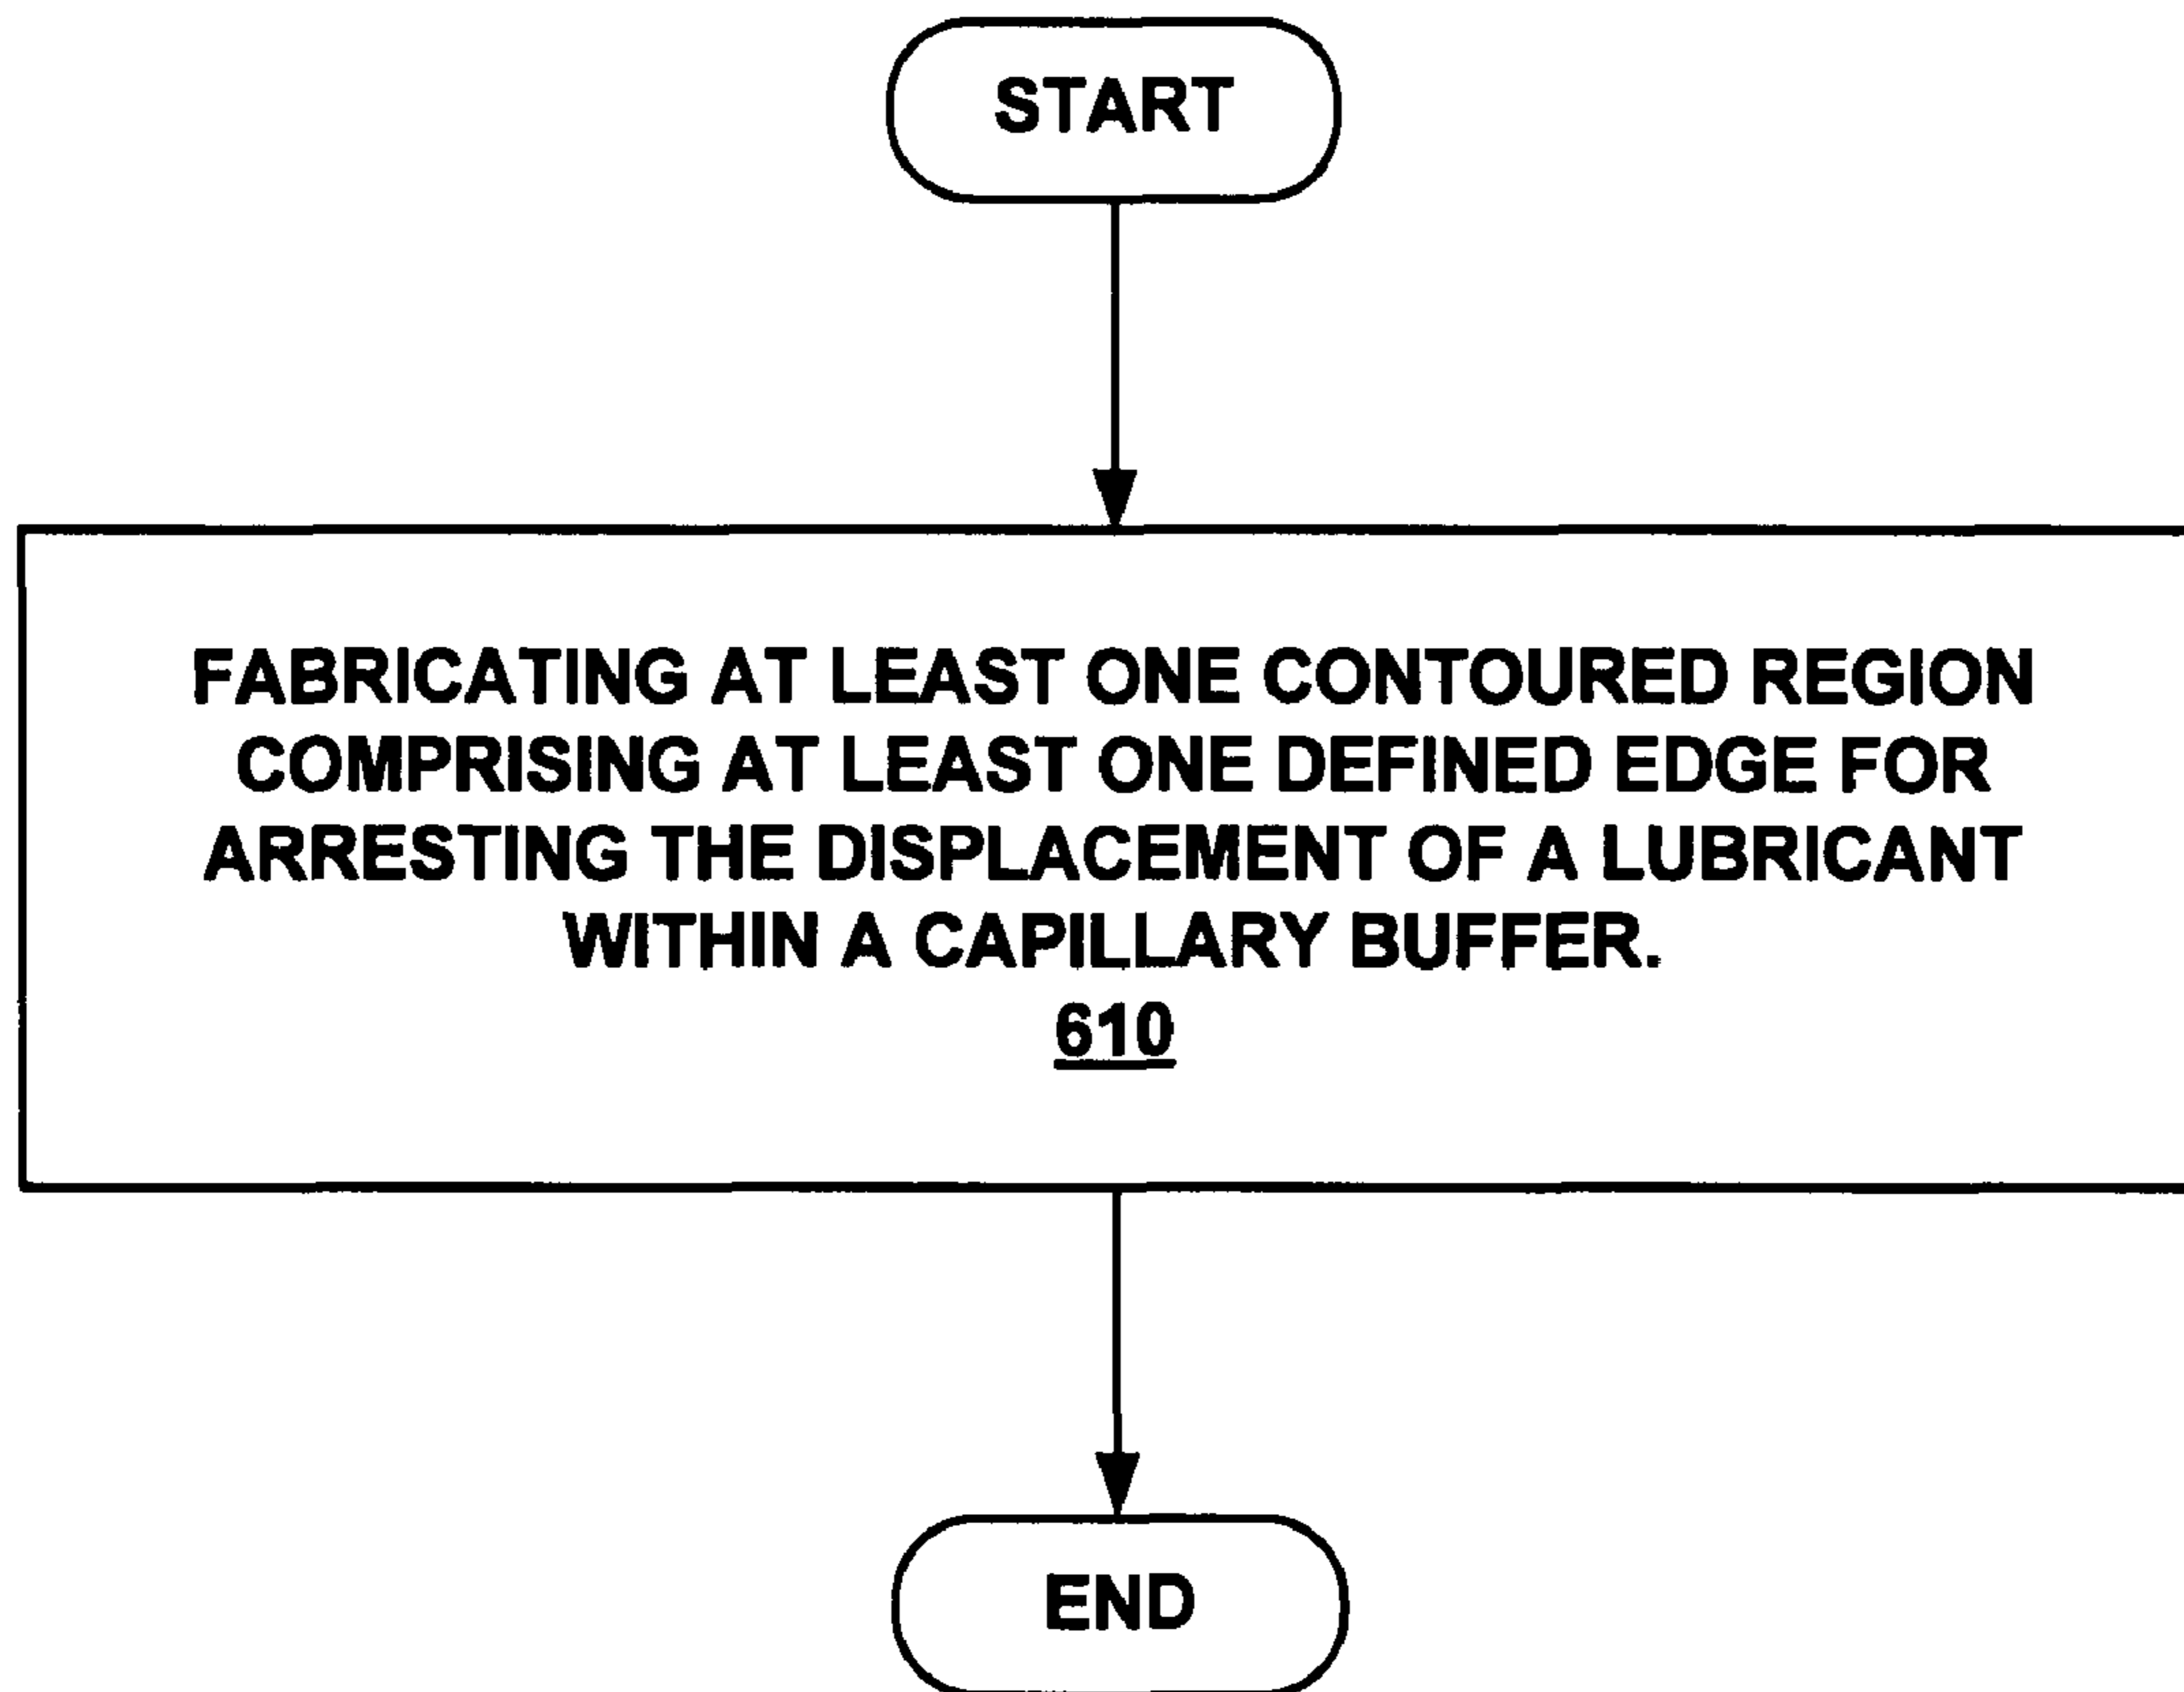 START
FABRICATING AT LEAST ONE CONTOURED REGION
COMPRISING AT LEAST ONE DEFINED EDGE FOR
ARRESTING THE DISPLACEMENT OF A LUBRICANT
WITHIN A CAPILLARY BUFFER.
610
END